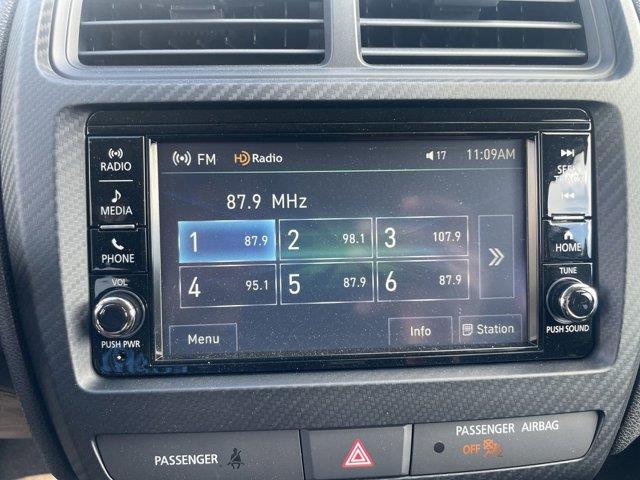 RADIO
MEDIA
PHONE
VOL
PUSH PWR
FM HD Radio 17 11:09AM
87.9 MHz
1 87.9 2 98.1 3 107.9
4 95.1 5 87.9 6 87.9
Menu Info Station
HOME
TUNE
PUSH SOUND
PASSENGER
PASSENGER AIRBAG
OFF